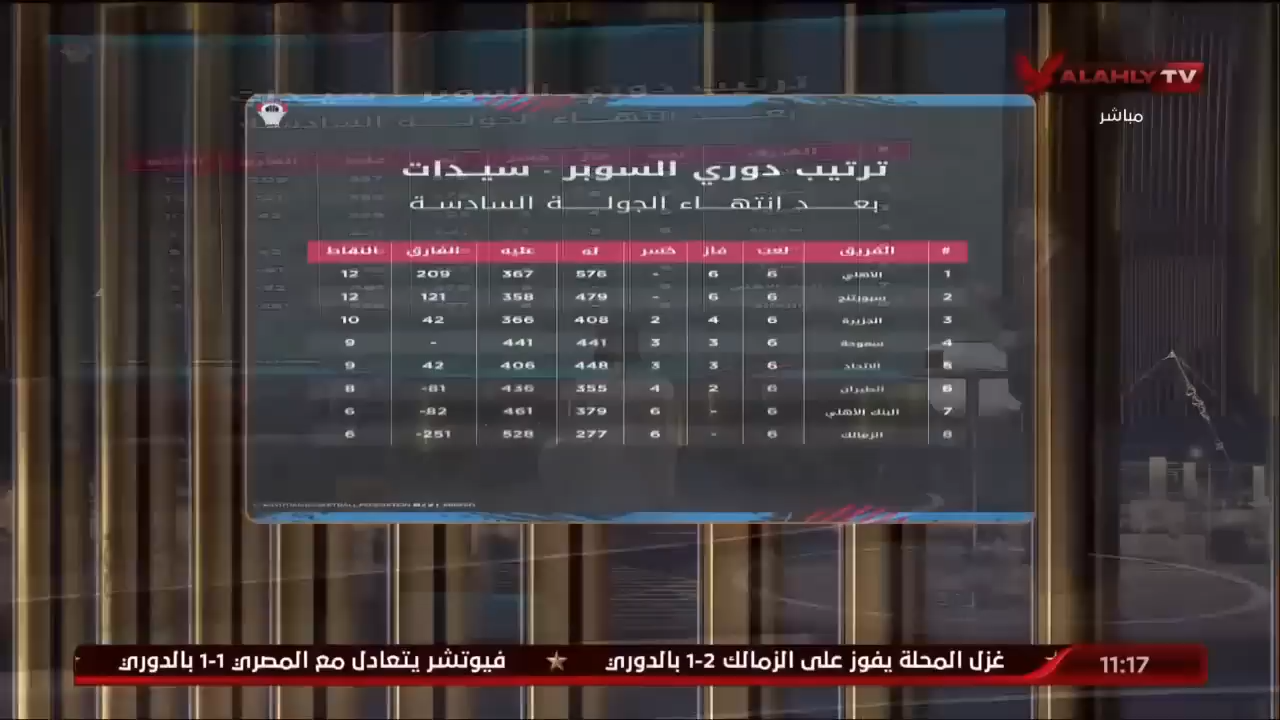 ALAHLY TV
مباشر
ترتيب دوري السوبر - سيدات
بعد انتهاء الجولة السادسة
# الفريق لعب فاز خسر له عليه الفارق النقاط
1 الأهلي 6 6 - 576 367 209 12
2 سبورتنج 6 6 - 479 358 121 12
3 الجزيرة 6 4 2 408 366 42 10
4 سموحة 6 3 3 441 441 - 9
5 الاتحاد 6 3 3 448 406 42 9
6 الطيران 6 2 4 355 436 -81 8
7 البنك الأهلي 6 - 6 379 461 -82 6
8 الزمالك 6 - 6 277 528 -251 6
11:17 غزل المحلة يفوز على الزمالك 2-1 بالدوري فيوتشر يتعادل مع المصري 1-1 بالدوري